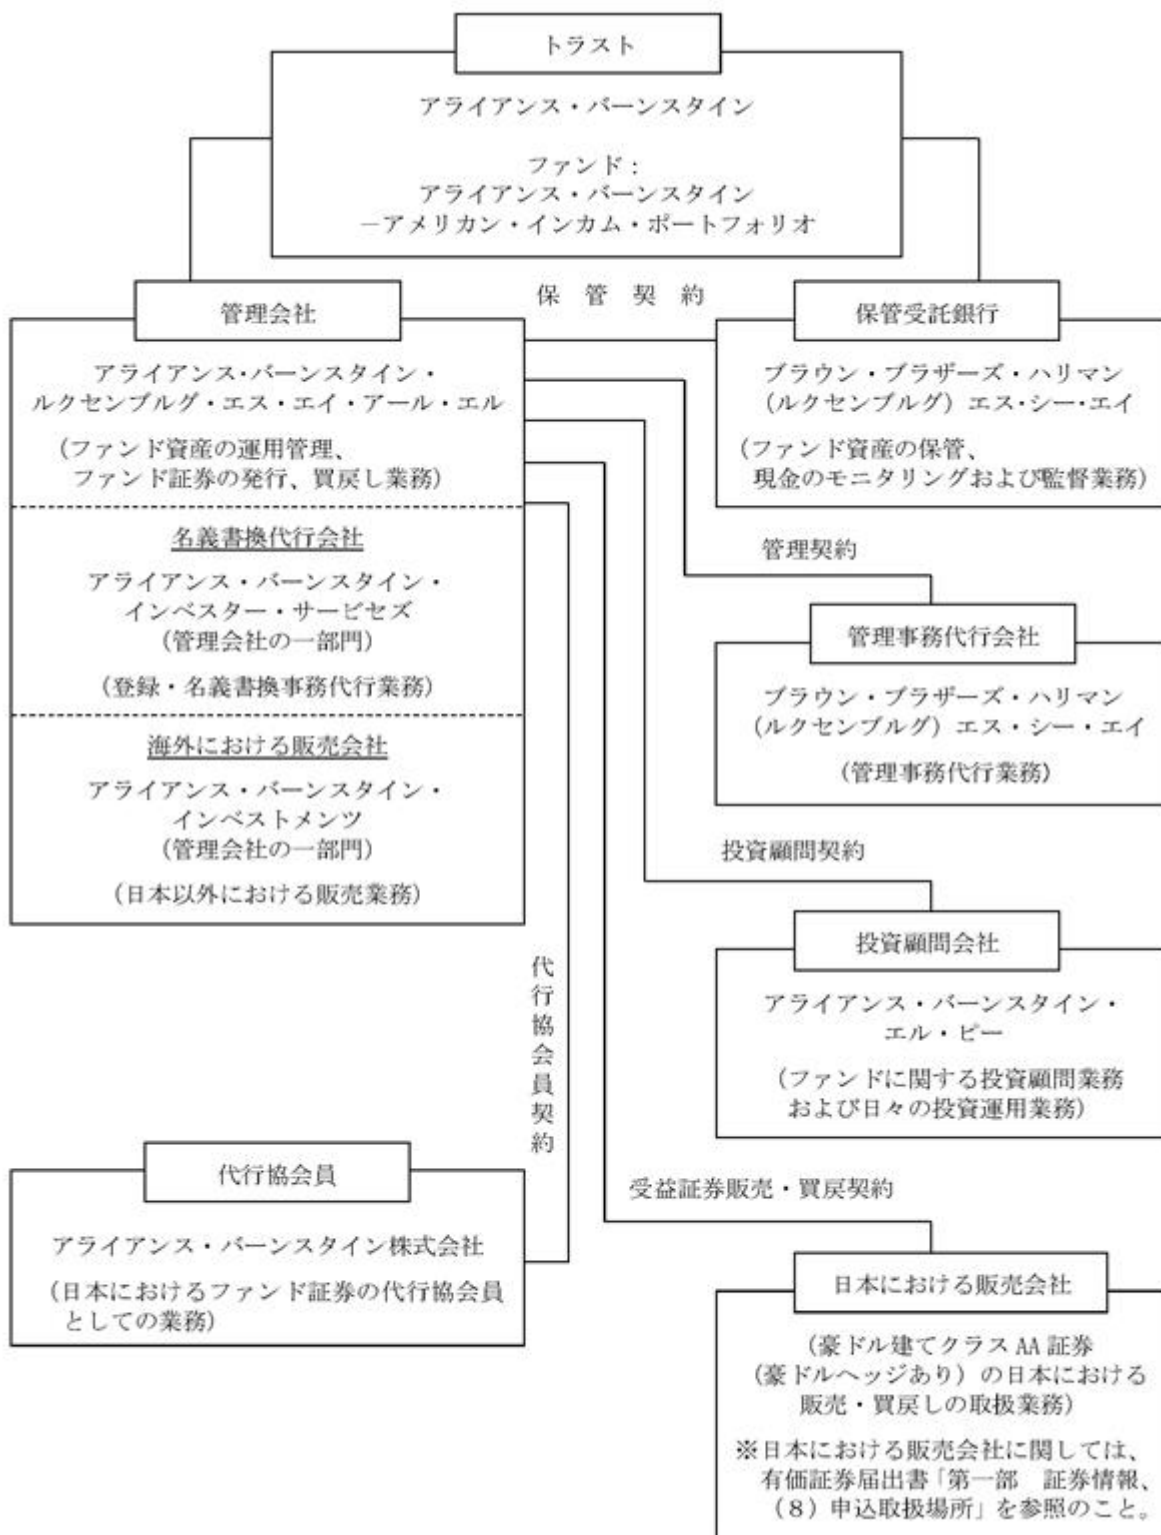 トラスト
アライアンス・バーンスタイン
ファンド：
アライアンス・バーンスタイン
－アメリカン・インカム・ポートフォリオ
保管契約
管理会社
アライアンス・バーンスタイン・
ルクセンブルグ・エス・エイ・アール・エル
（ファンド資産の運用管理、
ファンド証券の発行、買戻し業務）
名義書換代行会社
アライアンス・バーンスタイン・
インベスター・サービセズ
（管理会社の一部門）
（登録・名義書換事務代行業務）
海外における販売会社
アライアンス・バーンスタイン・
インベストメンツ
（管理会社の一部門）
（日本以外における販売業務）
保管受託銀行
ブラウン・ブラザーズ・ハリマン
（ルクセンブルグ）エス・シー・エイ
（ファンド資産の保管、
現金のモニタリングおよび監督業務）
管理契約
管理事務代行会社
ブラウン・ブラザーズ・ハリマン
（ルクセンブルグ）エス・シー・エイ
（管理事務代行業務）
投資顧問契約
投資顧問会社
アライアンス・バーンスタイン・
エル・ピー
（ファンドに関する投資顧問業務
および日々の投資運用業務）
代行協会員契約
代行協会員
アライアンス・バーンスタイン株式会社
（日本におけるファンド証券の代行協会員
としての業務）
受益証券販売・買戻契約
日本における販売会社
（豪ドル建てクラス AA 証券
（豪ドルヘッジあり）の日本における
販売・買戻しの取扱業務）
※日本における販売会社に関しては、
有価証券届出書「第一部　証券情報、
（８）申込取扱場所」を参照のこと。